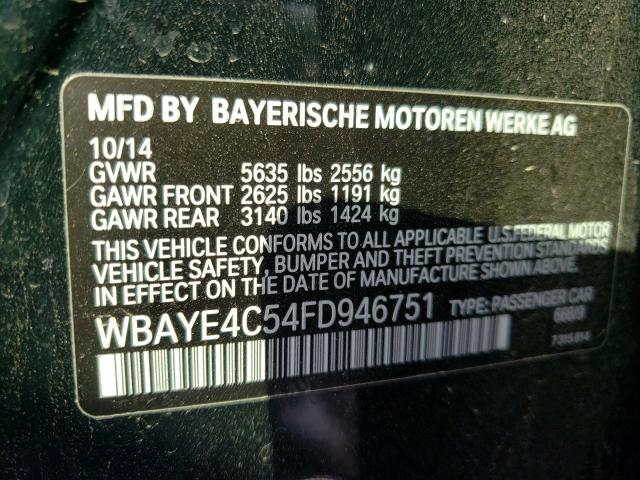 MFD BY BAYERISCHE MOTOREN WERKE AG
10/14
GVWR 5635 lbs 2556 kg
GAWR FRONT 2625 lbs 1191 kg
GAWR REAR 3140 lbs 1424 kg
THIS VEHICLE CONFORMS TO ALL APPLICABLE U.S.FEDERAL MOTOR
VEHICLE SAFETY, BUMPER AND THEFT PREVENTION STANDARDS
IN EFFECT ON THE DATE OF MANUFACTURE SHOWN ABOVE.
WBAYE4C54FD946751 TYPE: PASSENGER CAR